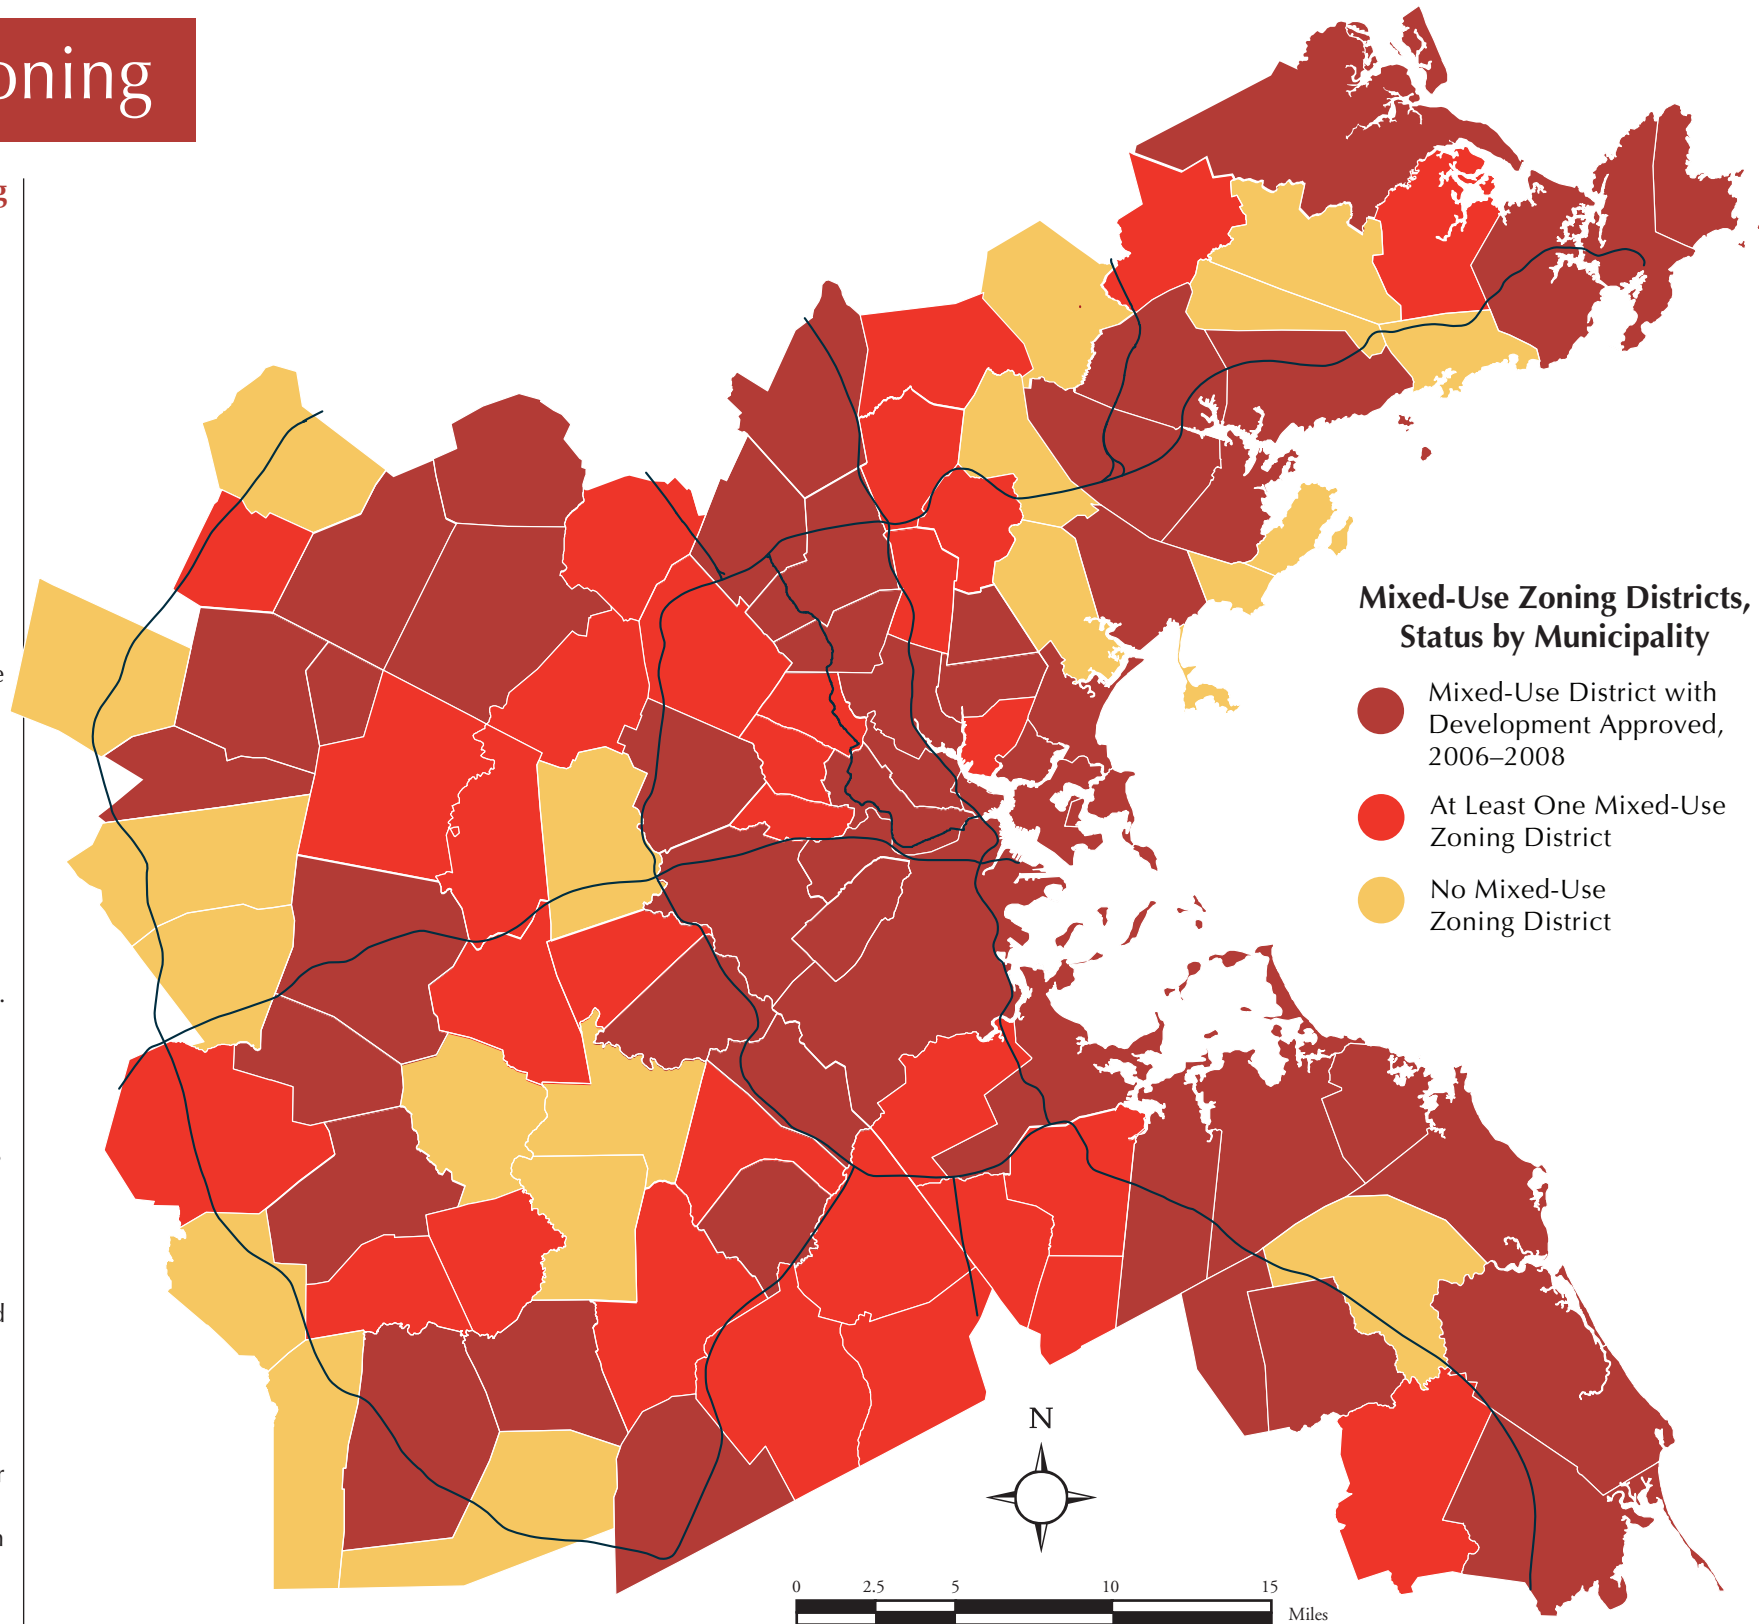 oning
g
e
.
d
r
n
Mixed-Use Zoning Districts,
Status by Municipality
Mixed-Use District with
Development Approved,
2006–2008
At Least One Mixed-Use
Zoning District
No Mixed-Use
Zoning District
N
0 2.5 5 10 15
Miles